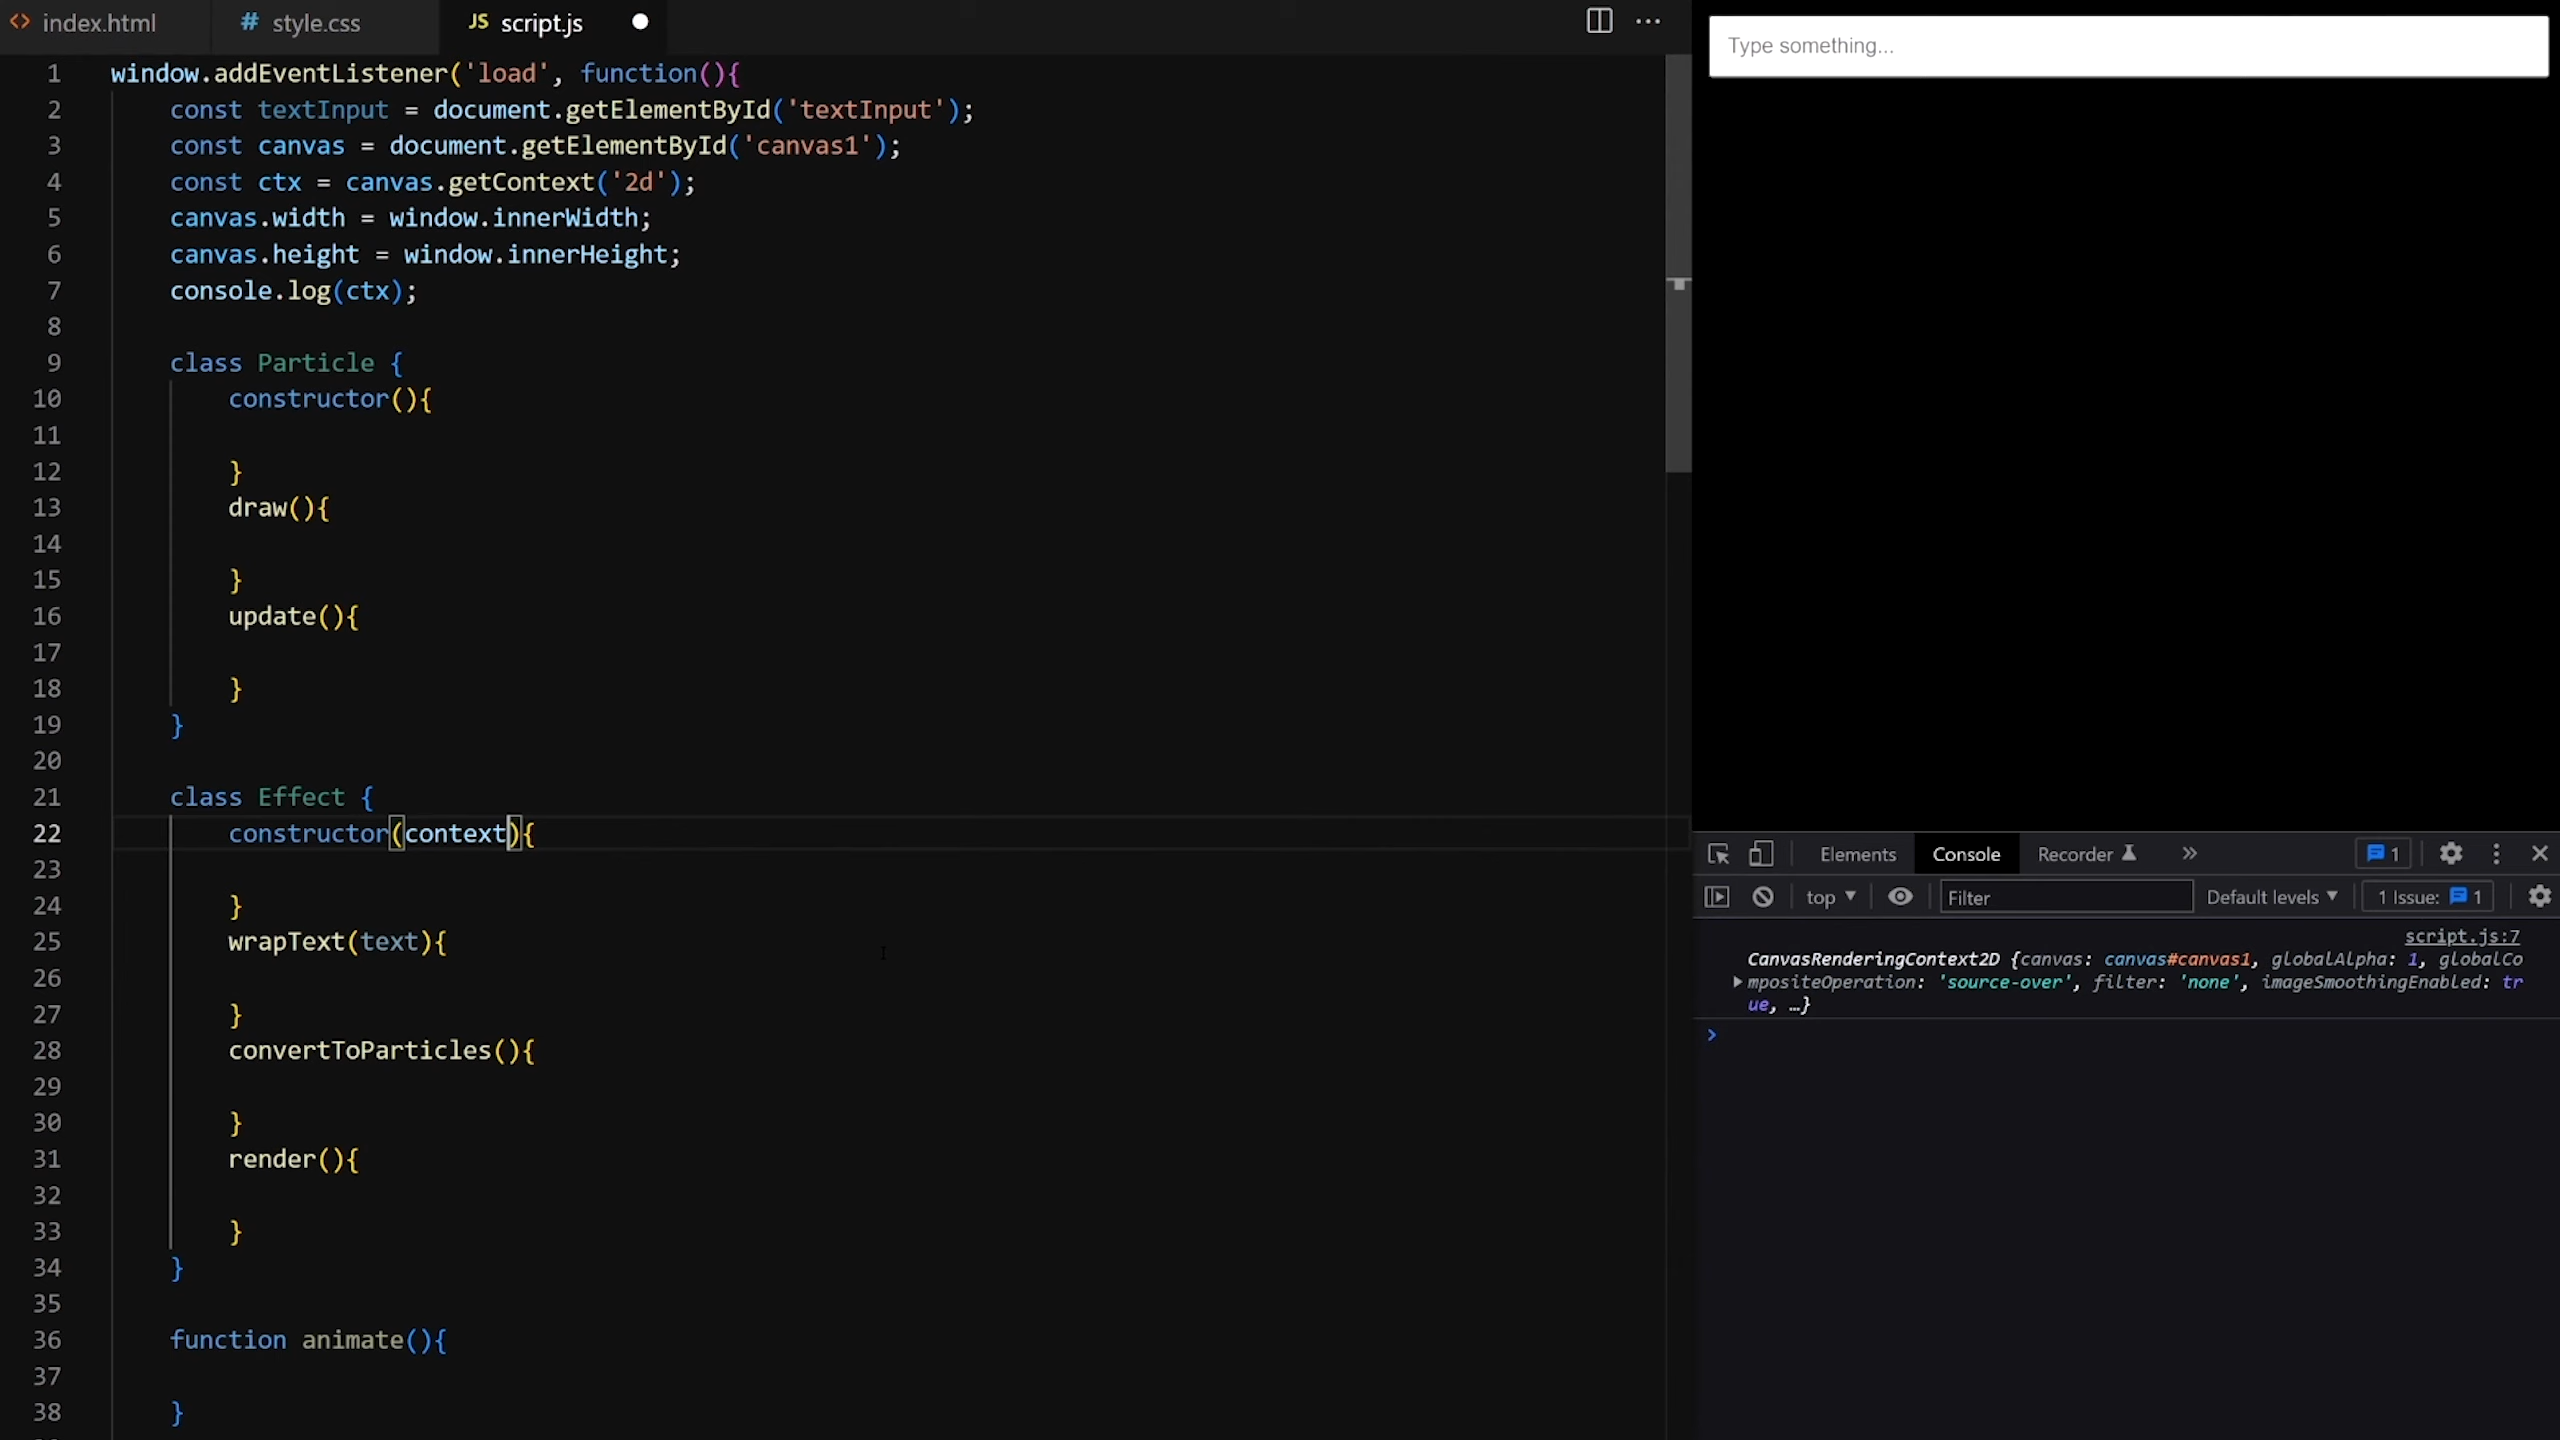 index.html
# style.css
JS script.js
1 window.addEventListener('load', function(){
2 const textInput = document.getElementById('textInput');
3 const canvas = document.getElementById('canvas1');
4 const ctx = canvas.getContext('2d');
5 canvas.width = window.innerWidth;
6 canvas.height = window.innerHeight;
7 console.log(ctx);
8
9 class Particle {
10 constructor(){
11
12 }
13 draw(){
14
15 }
16 update(){
17
18 }
19 }
20
21 class Effect {
22 constructor(context){
23
24 }
25 wrapText(text){
26
27 }
28 convertToParticles(){
29
30 }
31 render(){
32
33 }
34 }
35
36 function animate(){
37
38 }
Type something...
Elements Console Recorder 1
top Filter Default levels 1 Issue: 1
script.js:7
CanvasRenderingContext2D {canvas: canvas#canvas1, globalAlpha: 1, globalCo
mpositeOperation: 'source-over', filter: 'none', imageSmoothingEnabled: tr
ue, …}